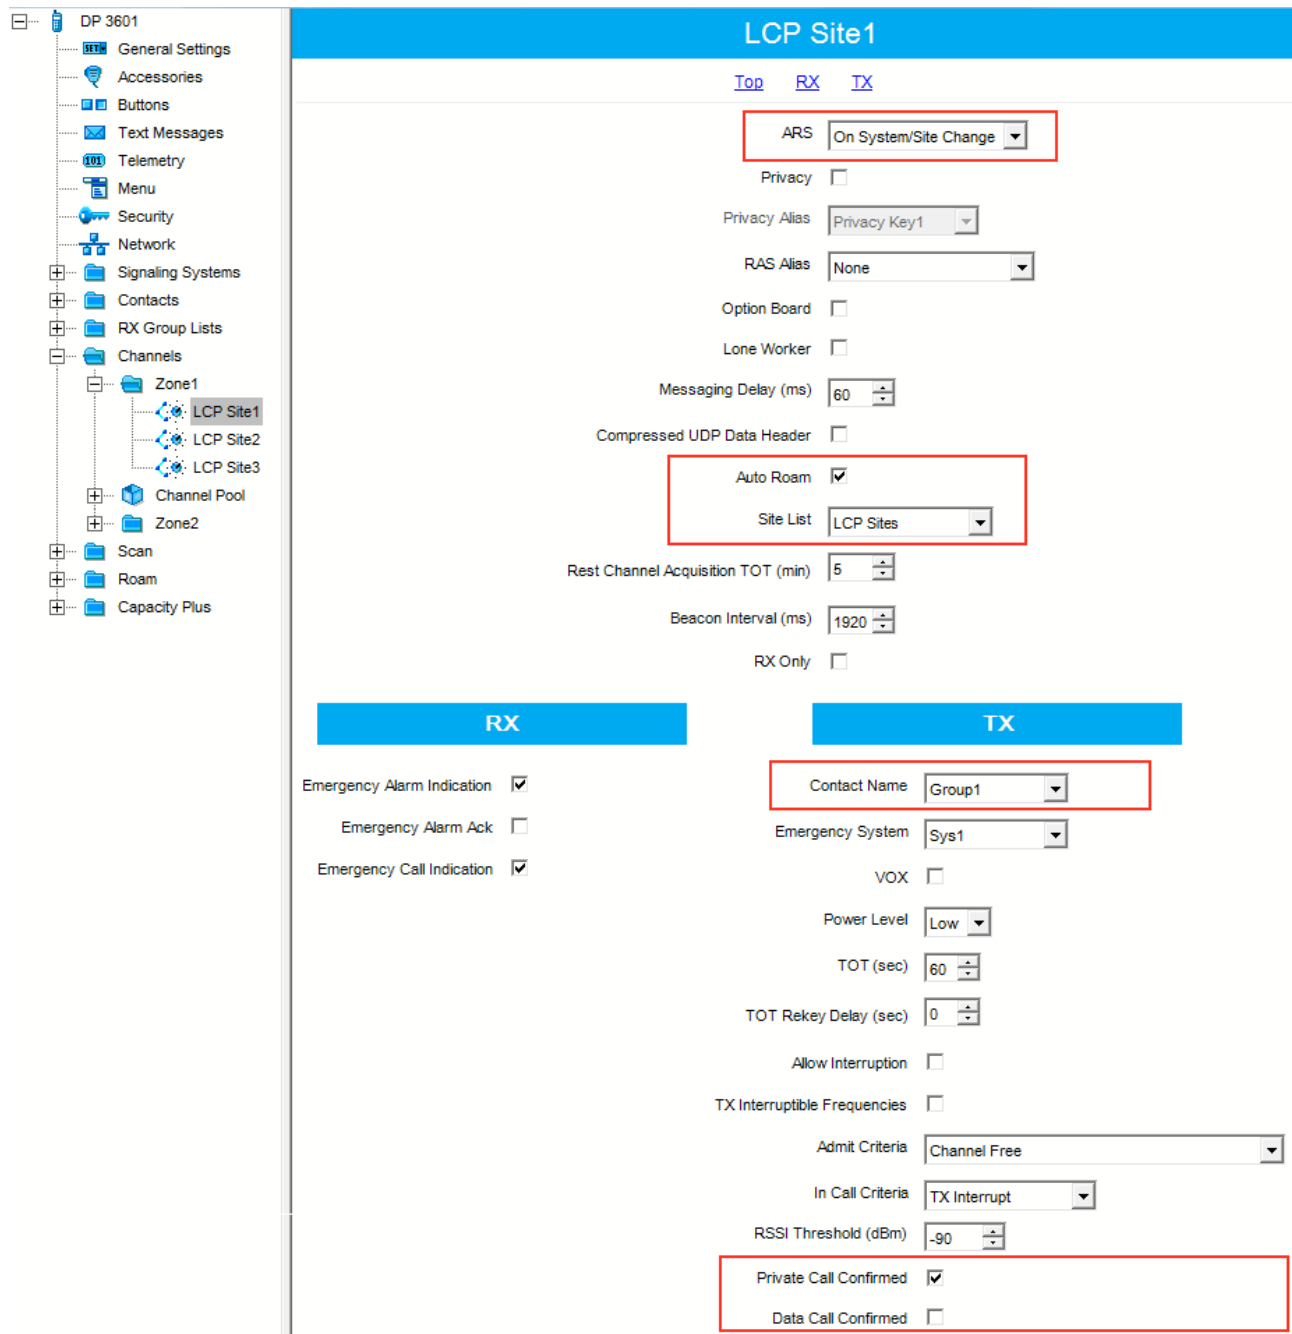 DP 3601
General Settings
Accessories
Buttons
Text Messages
Telemetry
Menu
Security
Network
Signaling Systems
Contacts
RX Group Lists
Channels
Zone1
LCP Site1
LCP Site2
LCP Site3
Channel Pool
Zone2
Scan
Roam
Capacity Plus
LCP Site1
Top RX TX
ARS On System/Site Change
Privacy
Privacy Alias Privacy Key1
RAS Alias None
Option Board
Lone Worker
Messaging Delay (ms) 60
Compressed UDP Data Header
Auto Roam
Site List LCP Sites
Rest Channel Acquisition TOT (min) 5
Beacon Interval (ms) 1920
RX Only
RX
Emergency Alarm Indication
Emergency Alarm Ack
Emergency Call Indication
TX
Contact Name Group1
Emergency System Sys1
VOX
Power Level Low
TOT (sec) 60
TOT Rekey Delay (sec) 0
Allow Interruption
TX Interruptible Frequencies
Admit Criteria Channel Free
In Call Criteria TX Interrupt
RSSI Threshold (dBm) -90
Private Call Confirmed
Data Call Confirmed